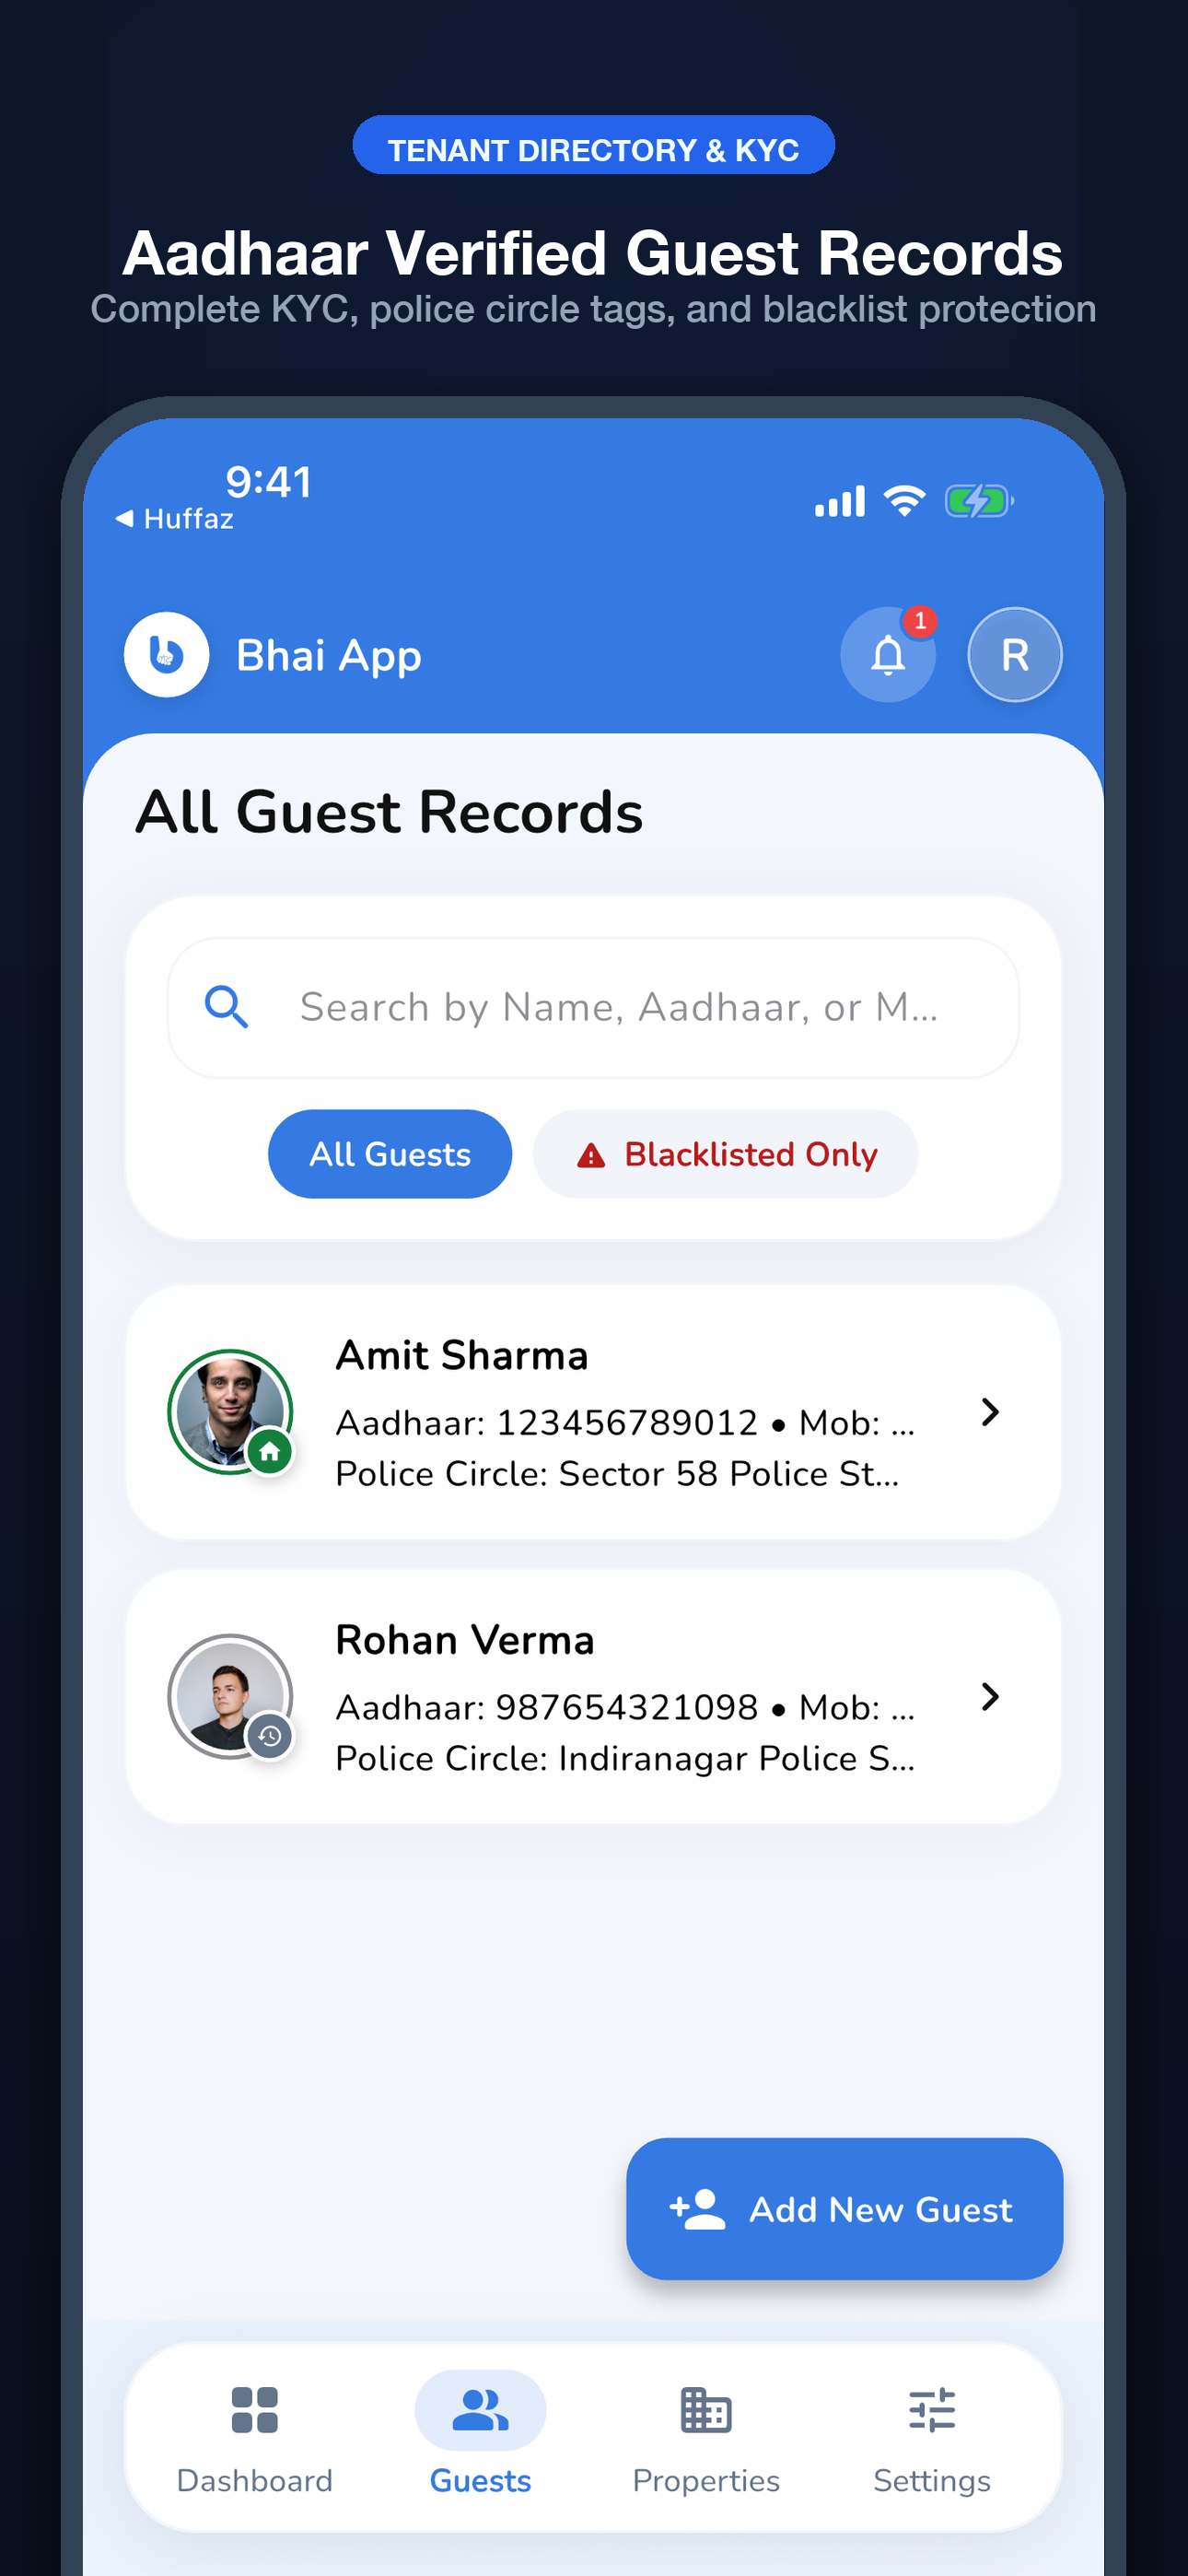 TENANT DIRECTORY & KYC
Aadhaar Verified Guest Records
Complete KYC, police circle tags, and blacklist protection
9:41
Huffaz
Bhai App
1
R
All Guest Records
Search by Name, Aadhaar, or M...
All Guests
Blacklisted Only
Amit Sharma
Aadhaar: 123456789012 • Mob: ...
Police Circle: Sector 58 Police St...
Rohan Verma
Aadhaar: 987654321098 • Mob: ...
Police Circle: Indiranagar Police S...
Add New Guest
Dashboard
Guests
Properties
Settings